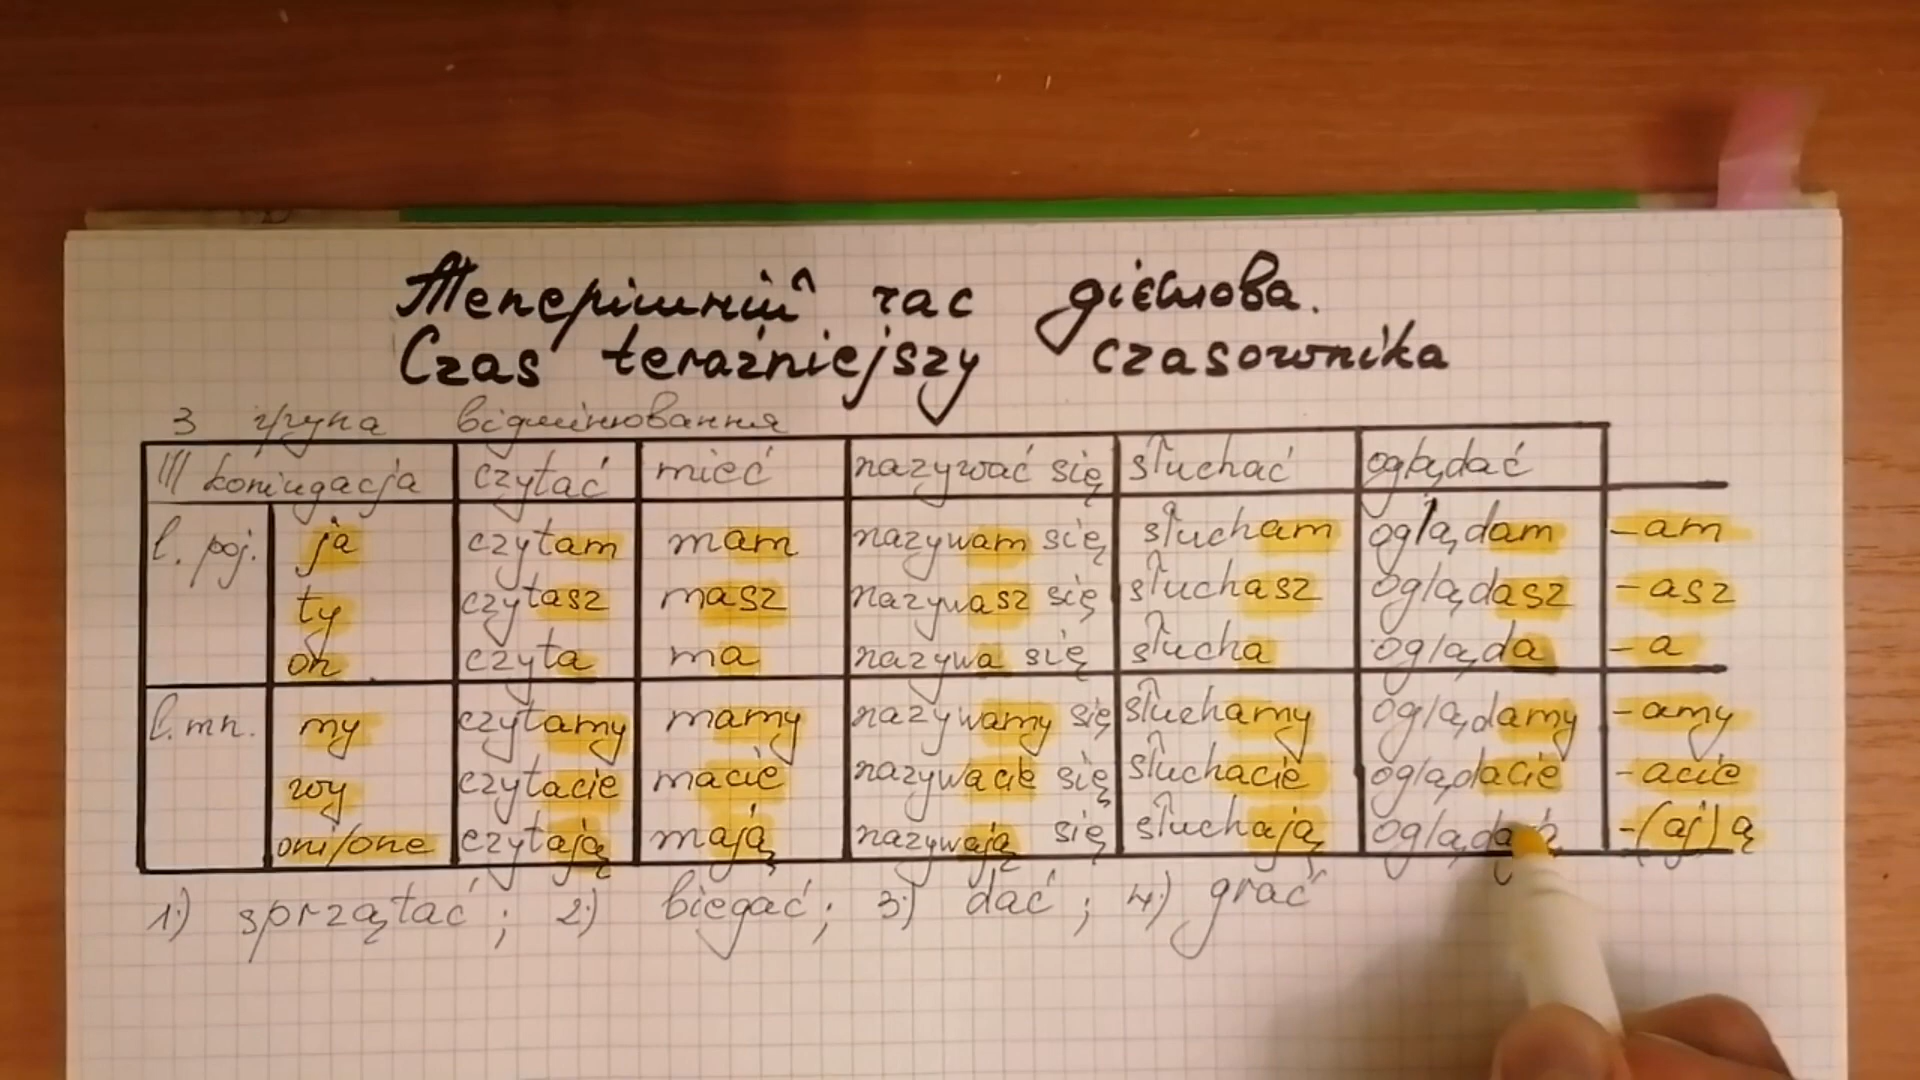 Теперішній час дієслова.
Czas teraźniejszy czasownika
3 група відмінювання
III koniugacja czytać mieć nazywać się słuchać oglądać
l. poj. ja czytam mam nazywam się słucham oglądam -am
ty czytasz masz nazywasz się słuchasz oglądasz -asz
on czyta ma nazywa się słucha ogląda -a
l. mn. my czytamy mamy nazywamy się słuchamy oglądamy -amy
wy czytacie macie nazywacie się słuchacie oglądacie -acie
oni/one czytają mają nazywają się słuchają -(aj)ą
1) sprzątać; 2) biegać; 3) dać; 4) grać